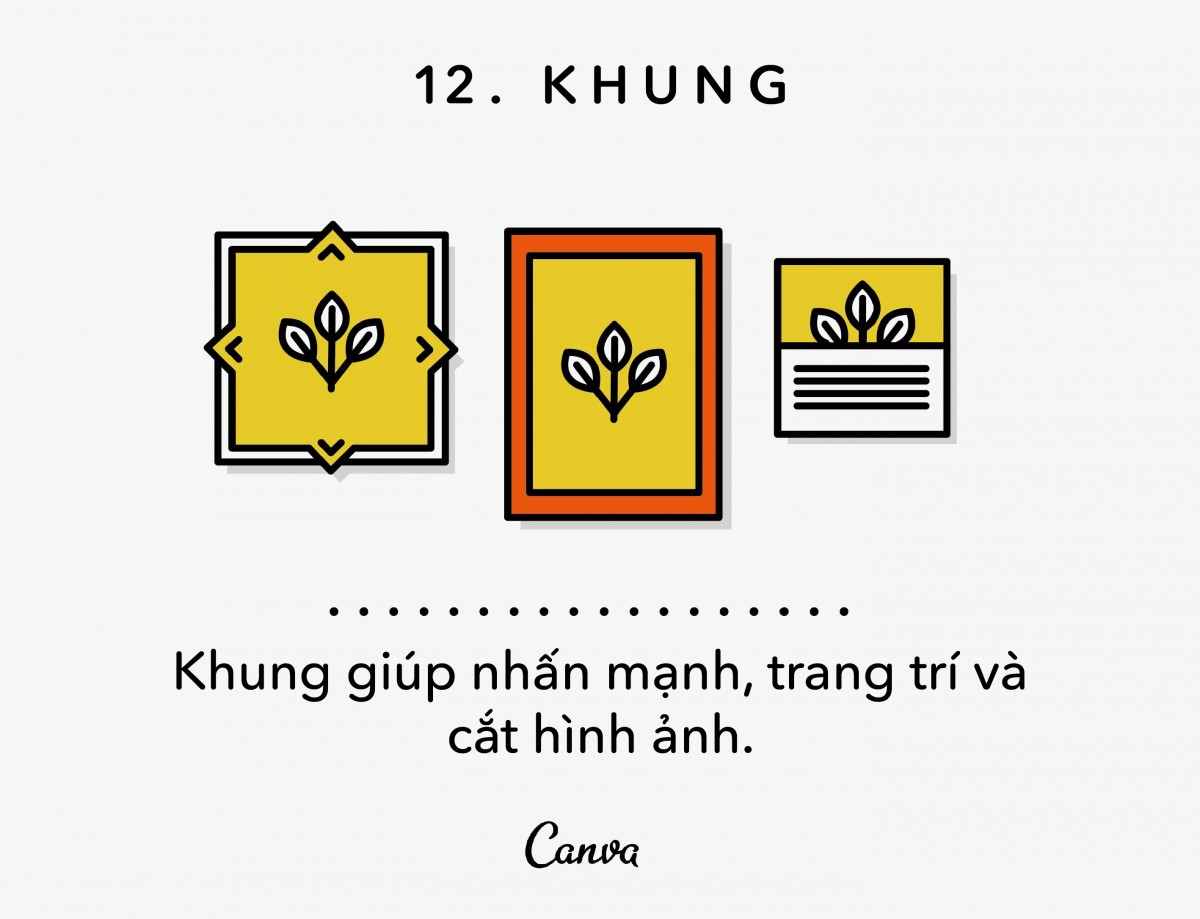 12. KHUNG
Khung giúp nhấn mạnh, trang trí và
cắt hình ảnh.
Canva